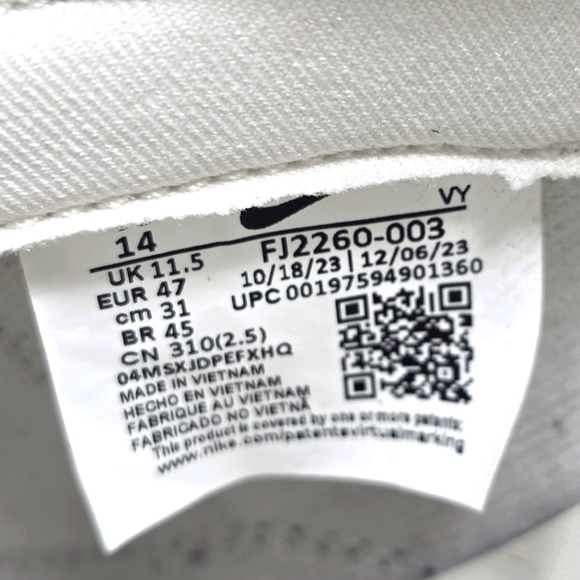 VY
14
FJ2260-003
UK 11.5
10/18/23 | 12/06/23
EUR 47
UPC 00197594901360
cm 31
BR 45
CN 310(2.5)
04MSXJDPEFXHQ
MADE IN VIETNAM
HECHO EN VIETNAM
FABRIQUE AU VIETNAM
FABRICADO NO VIETNÃ
This product is covered by one or more patents:
www.nike.com/patentsvirtualmarking